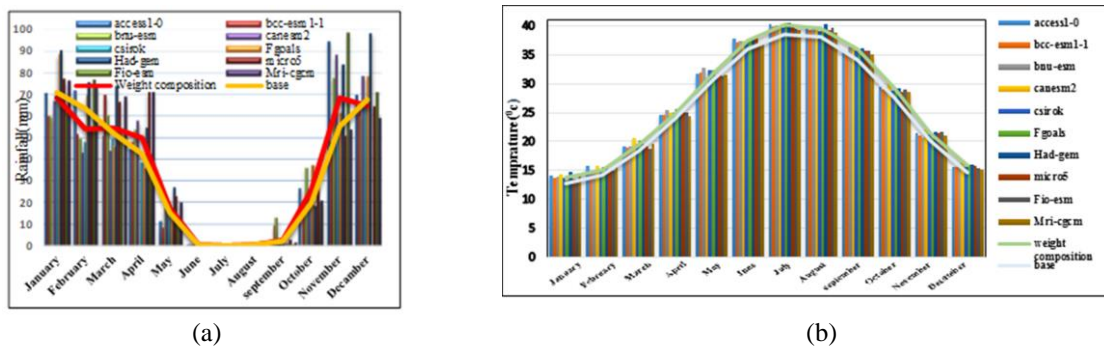 access1-0 bcc-esm1-1
bnu-esm canesm2
csirok Fgoals
Had-gem micro5
Fio-esm Mri-cgcm
Weight composition base
Rainfall(mm)
100
90
80
70
60
50
40
30
20
10
0
January
February
March
April
May
June
July
August
september
October
November
Decamber
(a)
Temprature(⁰c)
40
35
30
25
20
15
10
5
0
January
February
March
April
May
June
July
August
september
October
November
December
access1-0
bcc-esm1-1
bnu-esm
canesm2
csirok
Fgoals
Had-gem
micro5
Fio-esm
Mri-cgcm
weight
composition
base
(b)